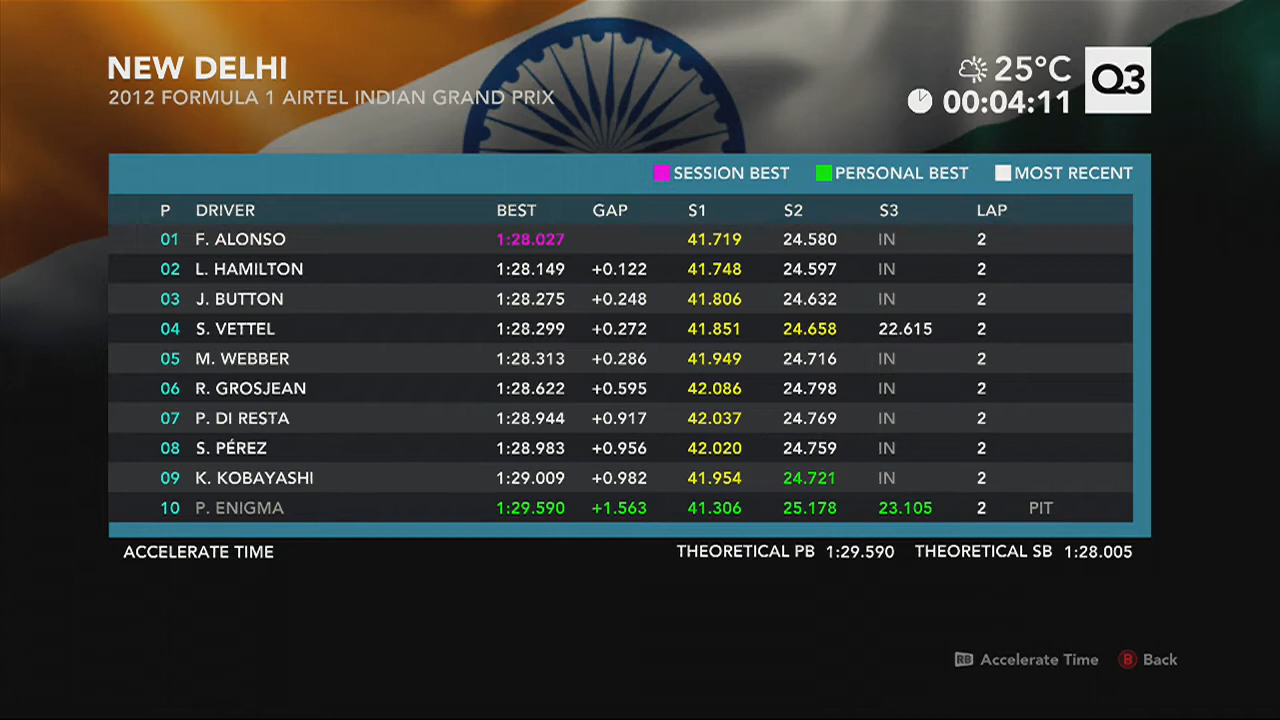 NEW DELHI
2012 FORMULA 1 AIRTEL INDIAN GRAND PRIX
25°C
00:04:11
Q3
SESSION BEST PERSONAL BEST MOST RECENT
P DRIVER BEST GAP S1 S2 S3 LAP
01 F. ALONSO 1:28.027 41.719 24.580 IN 2
02 L. HAMILTON 1:28.149 +0.122 41.748 24.597 IN 2
03 J. BUTTON 1:28.275 +0.248 41.806 24.632 IN 2
04 S. VETTEL 1:28.299 +0.272 41.851 24.658 22.615 2
05 M. WEBBER 1:28.313 +0.286 41.949 24.716 IN 2
06 R. GROSJEAN 1:28.622 +0.595 42.086 24.798 IN 2
07 P. DI RESTA 1:28.944 +0.917 42.037 24.769 IN 2
08 S. PÉREZ 1:28.983 +0.956 42.020 24.759 IN 2
09 K. KOBAYASHI 1:29.009 +0.982 41.954 24.721 IN 2
10 P. ENIGMA 1:29.590 +1.563 41.306 25.178 23.105 2 PIT
ACCELERATE TIME THEORETICAL PB 1:29.590 THEORETICAL SB 1:28.005
RB Accelerate Time B Back